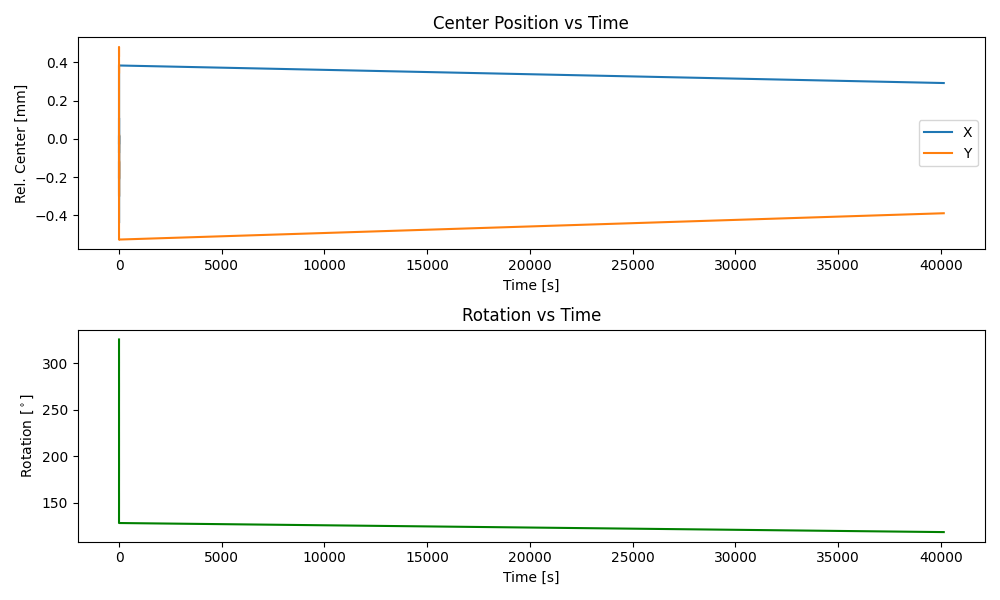 Center Position vs Time
Rel. Center [mm]
0.4
0.2
0.0
−0.2
−0.4
X
Y
0 5000 10000 15000 20000 25000 30000 35000 40000
Time [s]
Rotation vs Time
Rotation [°]
300
250
200
150
0 5000 10000 15000 20000 25000 30000 35000 40000
Time [s]